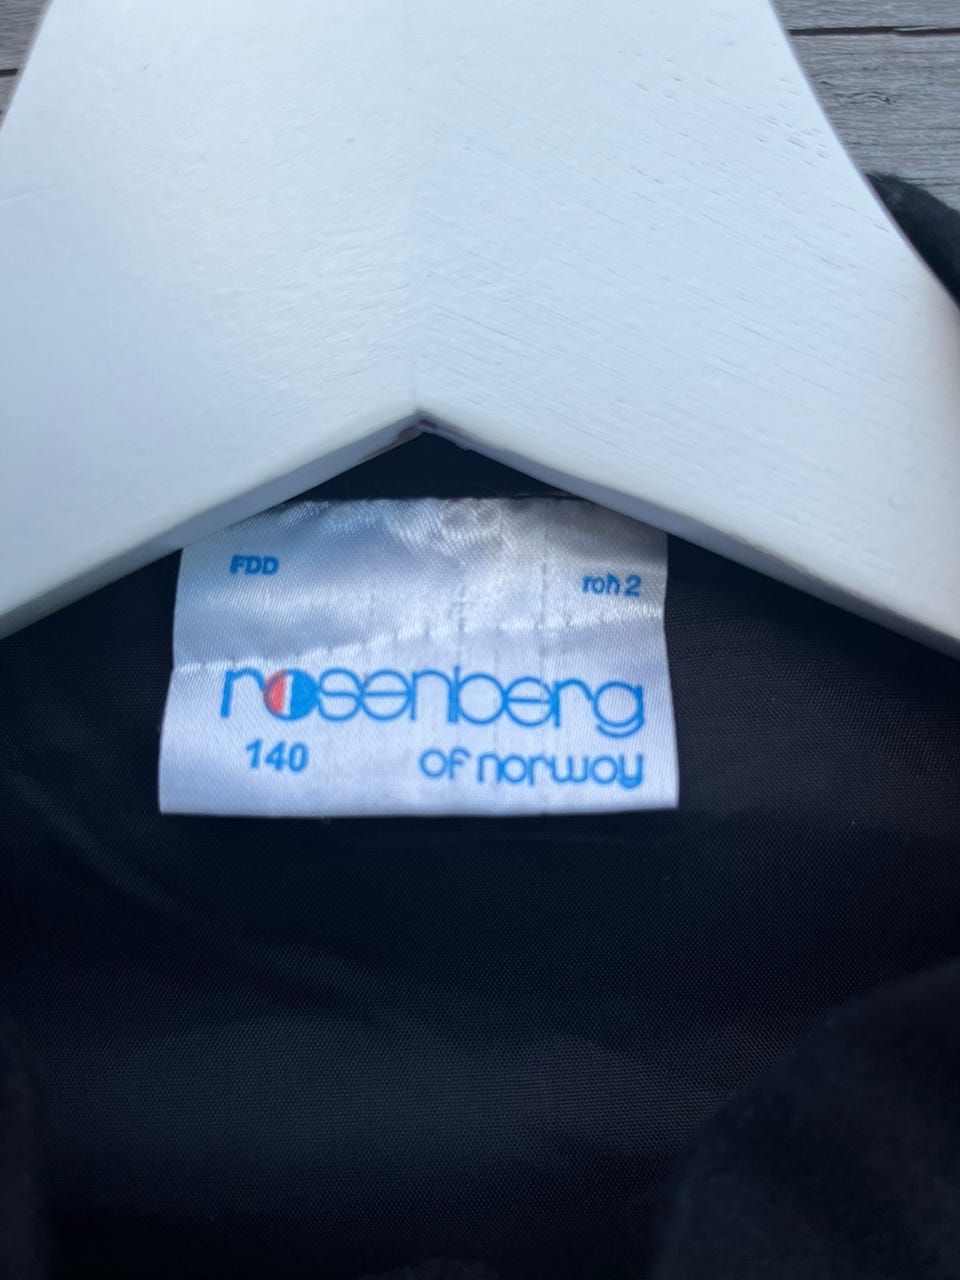 FDD
roh 2
rosenberg
140
of norway